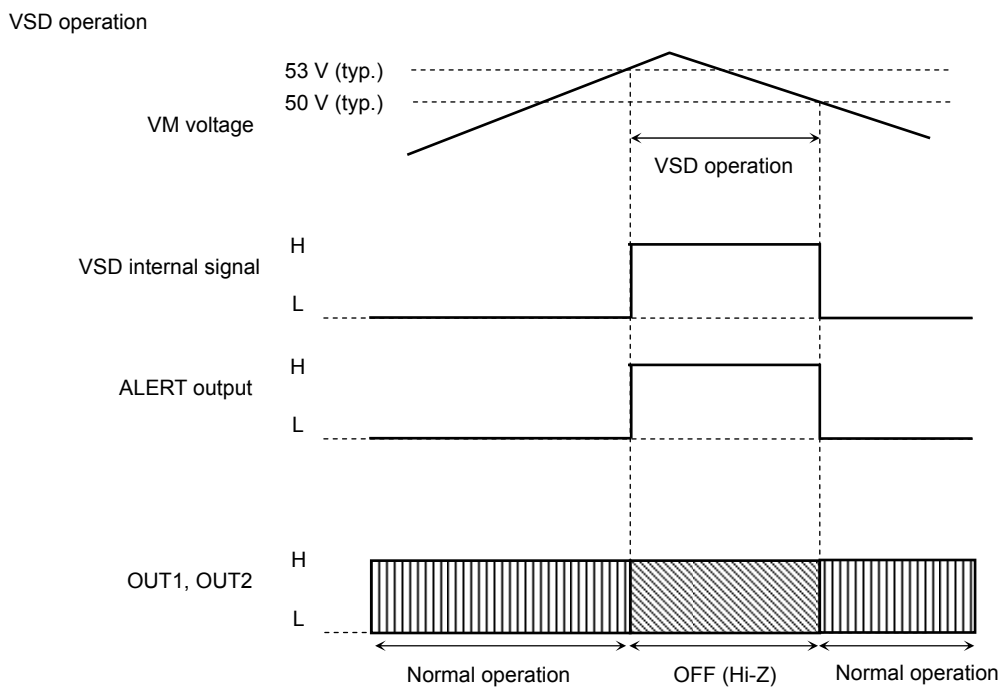 VSD operation
53 V (typ.)
50 V (typ.)
VM voltage
VSD operation
H
VSD internal signal
L
H
ALERT output
L
H
OUT1, OUT2
L
Normal operation
OFF (Hi-Z)
Normal operation